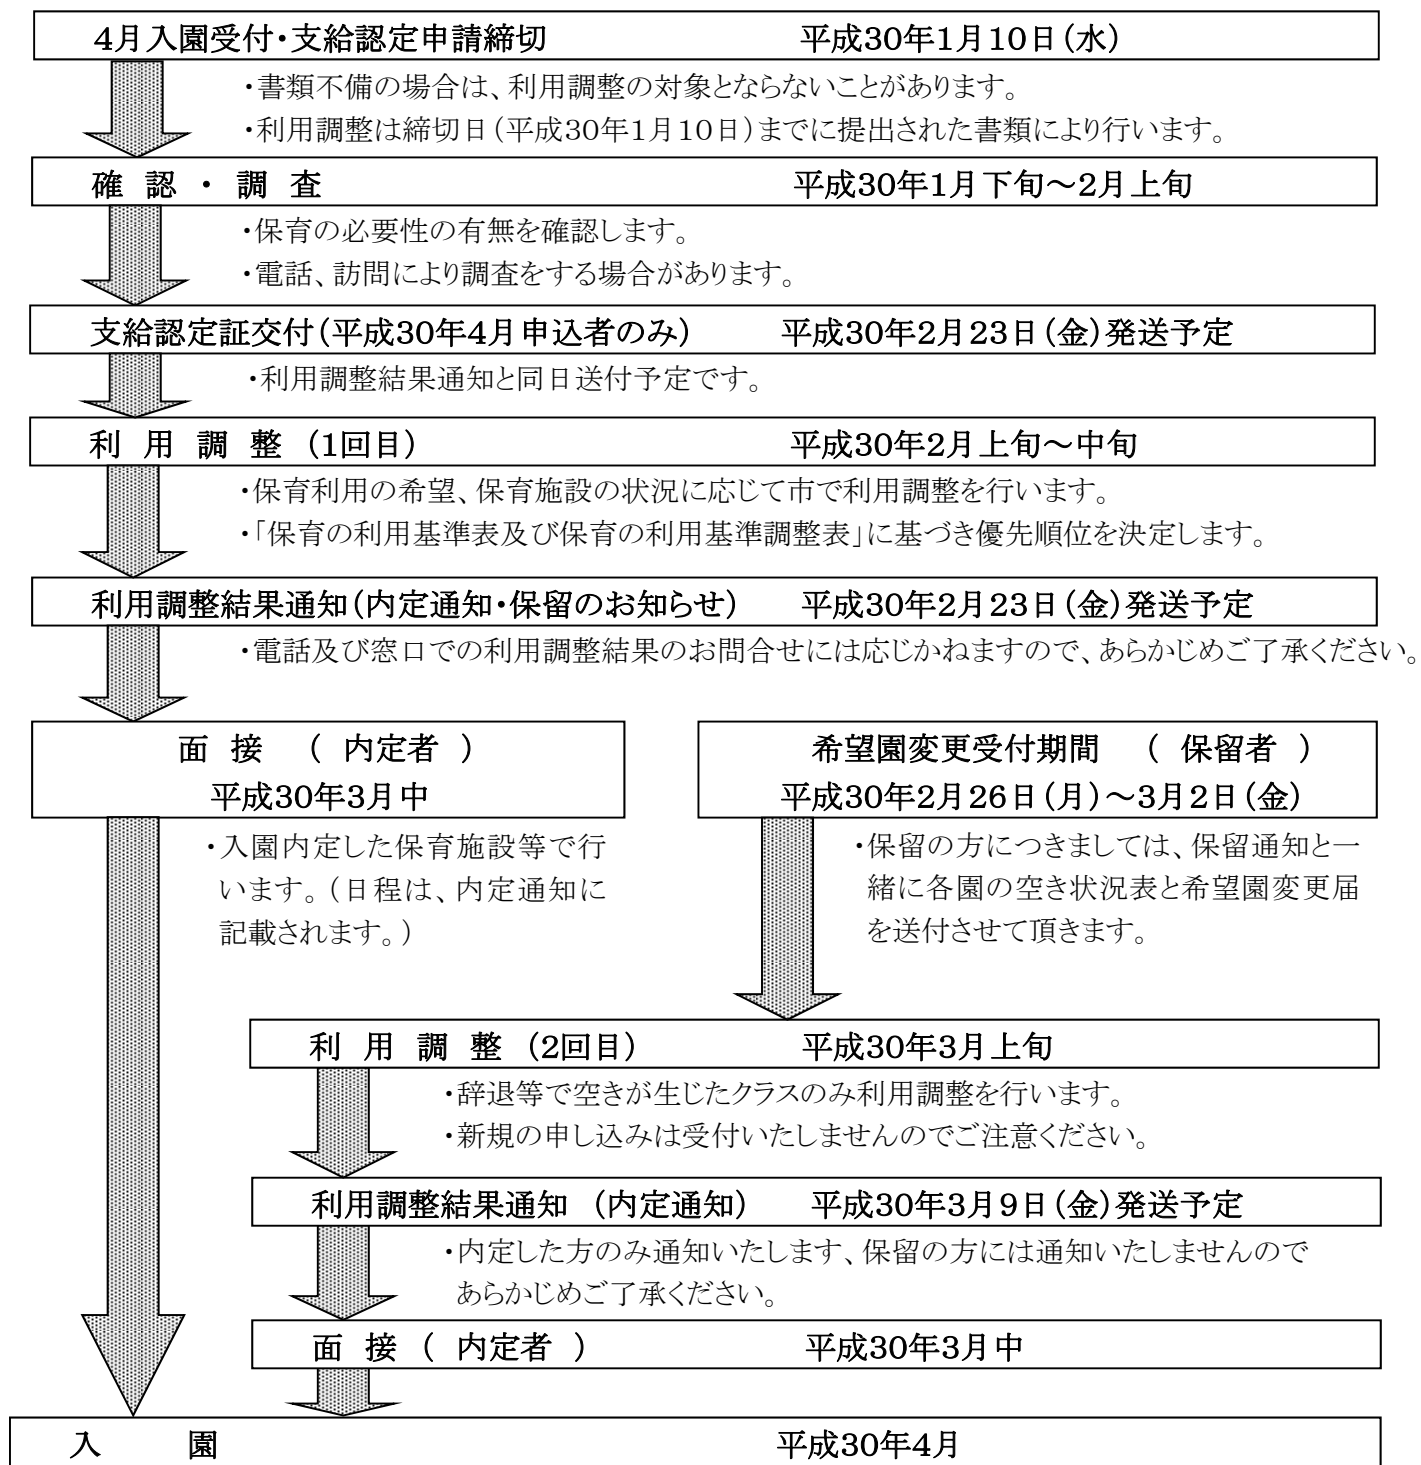 4月入園受付・支給認定申請締切 平成30年1月10日(水)
・書類不備の場合は、利用調整の対象とならないことがあります。
・利用調整は締切日(平成30年1月10日)までに提出された書類により行います。
確 認 ・ 調 査 平成30年1月下旬～2月上旬
・保育の必要性の有無を確認します。
・電話、訪問により調査をする場合があります。
支給認定証交付(平成30年4月申込者のみ) 平成30年2月23日(金)発送予定
・利用調整結果通知と同日送付予定です。
利 用 調 整 (1回目) 平成30年2月上旬～中旬
・保育利用の希望、保育施設の状況に応じて市で利用調整を行います。
・「保育の利用基準表及び保育の利用基準調整表」に基づき優先順位を決定します。
利用調整結果通知(内定通知・保留のお知らせ) 平成30年2月23日(金)発送予定
・電話及び窓口での利用調整結果のお問合せには応じかねますので、あらかじめご了承ください。
面 接 ( 内定者 )
平成30年3月中
・入園内定した保育施設等で行
います。(日程は、内定通知に
記載されます。)
希望園変更受付期間 ( 保留者 )
平成30年2月26日(月)～3月2日(金)
・保留の方につきましては、保留通知と一
緒に各園の空き状況表と希望園変更届
を送付させて頂きます。
利 用 調 整 (2回目) 平成30年3月上旬
・辞退等で空きが生じたクラスのみ利用調整を行います。
・新規の申し込みは受付いたしませんのでご注意ください。
利用調整結果通知 (内定通知) 平成30年3月9日(金)発送予定
・内定した方のみ通知いたします、保留の方には通知いたしませんので
あらかじめご了承ください。
面 接 ( 内定者 ) 平成30年3月中
入 園 平成30年4月